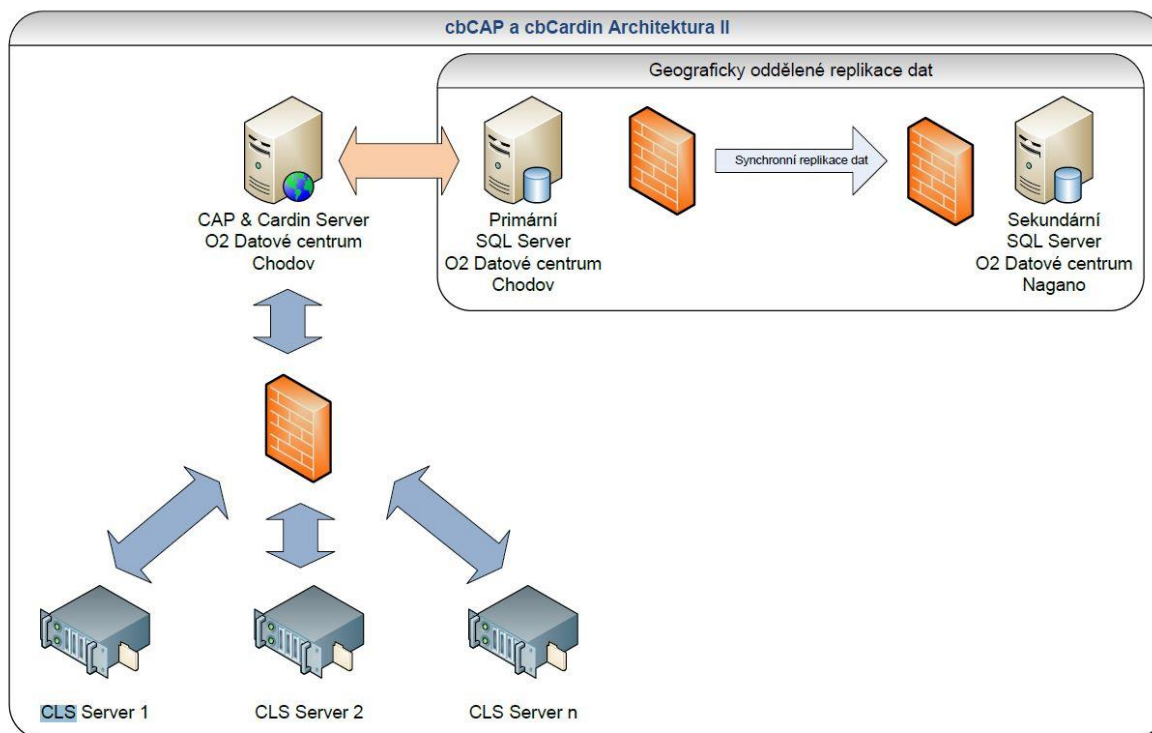 cbCAP a cbCardin Architektura II
Geograficky oddělené replikace dat
Synchronní replikace dat
CAP & Cardin Server
O2 Datové centrum
Chodov
Primární
SQL Server
O2 Datové centrum
Chodov
Sekundární
SQL Server
O2 Datové centrum
Nagano
CLS Server 1
CLS Server 2
CLS Server n